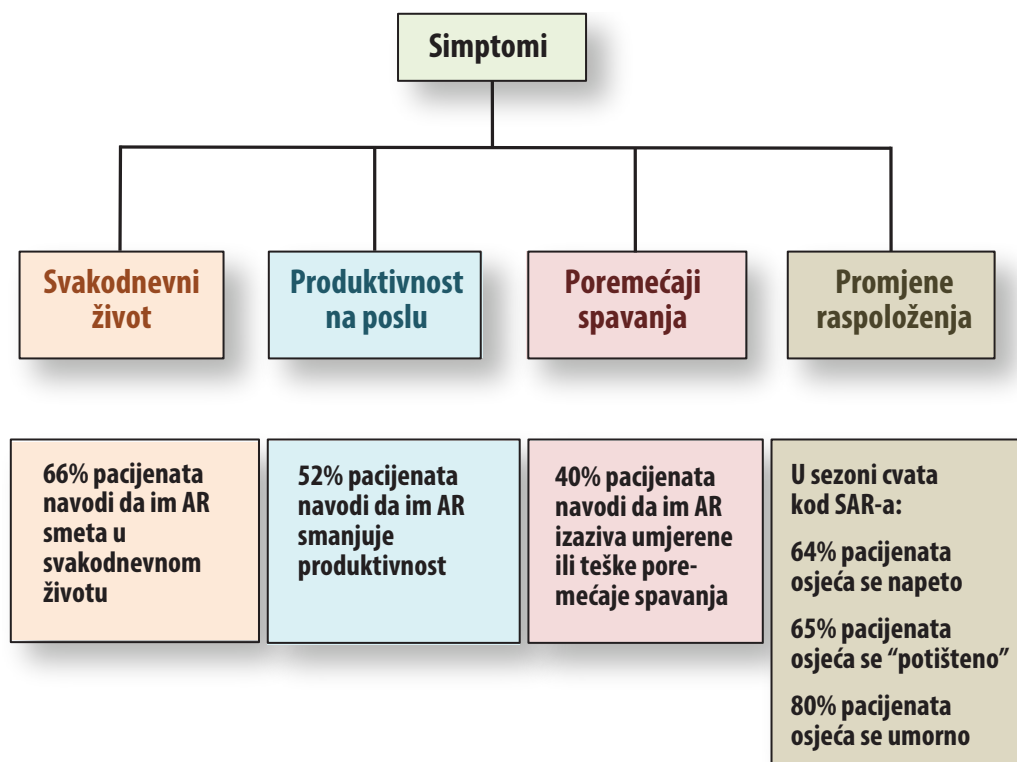 Simptomi
Svakodnevni
život
Produktivnost
na poslu
Poremećaji
spavanja
Promjene
raspoloženja
66% pacijenata
navodi da im AR
smeta u
svakodnevnom
životu
52% pacijenata
navodi da im AR
smanjuje
produktivnost
40% pacijenata
navodi da im AR
izaziva umjerene
ili teške pore-
mećaje spavanja
U sezoni cvata
kod SAR-a:
64% pacijenata
osjeća se napeto
65% pacijenata
osjeća se “potišteno”
80% pacijenata
osjeća se umorno